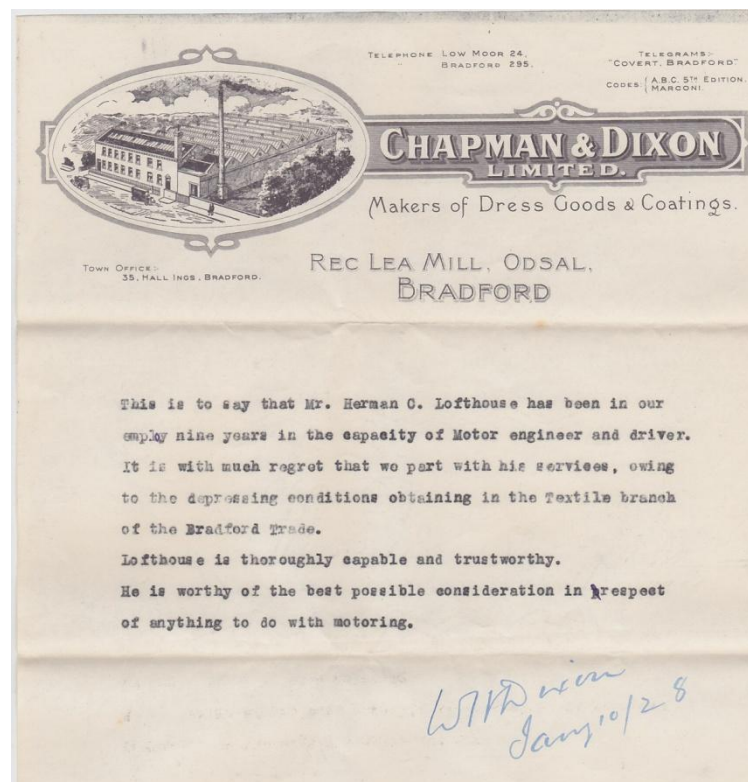 TELEPHONE LOW MOOR 24,
BRADFORD 295.
TELEGRAMS:-
"COVERT, BRADFORD"
CODES: { A.B.C. 5TH EDITION.
MARCONI.
CHAPMAN & DIXON
LIMITED.
Makers of Dress Goods & Coatings.
TOWN OFFICE:-
35, HALL INGS, BRADFORD.
REC LEA MILL, ODSAL,
BRADFORD
This is to say that Mr. Herman C. Lofthouse has been in our
employ nine years in the capacity of Motor engineer and driver.
It is with much regret that we part with his services, owing
to the depressing conditions obtaining in the Textile branch
of the Bradford Trade.
Lofthouse is thoroughly capable and trustworthy.
He is worthy of the best possible consideration in respect
of anything to do with motoring.
Dixon
Jany 10/28